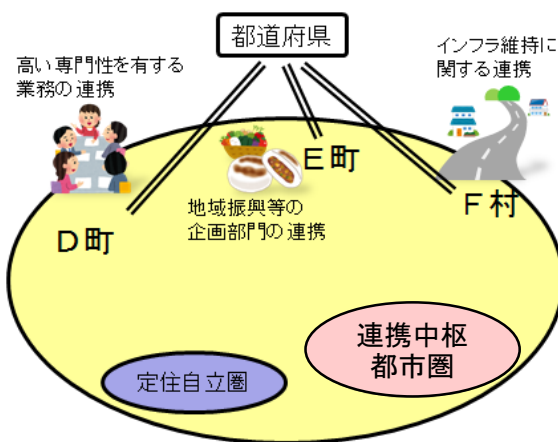 都道府県
高い専門性を有する
業務の連携
インフラ維持に
関する連携
E町
地域振興等の
企画部門の連携
D町
F村
連携中枢
都市圏
定住自立圏